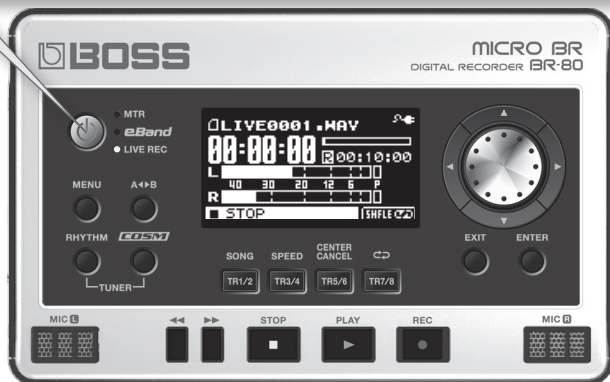 BOSS
MICRO BR
DIGITAL RECORDER BR-80
MTR
eBand
LIVE REC
LIVE0001.WAV
00:00:00
R00:10:00
L
40 30 20 12 6 P
R
STOP
SHFLE
MENU
A◄►B
RHYTHM
COSM
TUNER
SONG
SPEED
CENTER
CANCEL
TR1/2
TR3/4
TR5/6
TR7/8
EXIT
ENTER
MIC L
STOP
PLAY
REC
MIC R